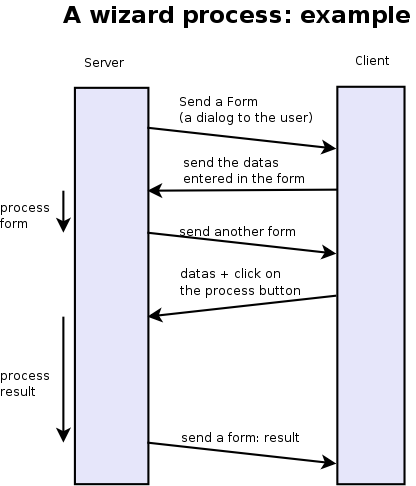 A wizard process: example
Server
Client
Send a Form
(a dialog to the user)
send the datas
entered in the form
process
form
send another form
datas + click on
the process button
process
result
send a form: result